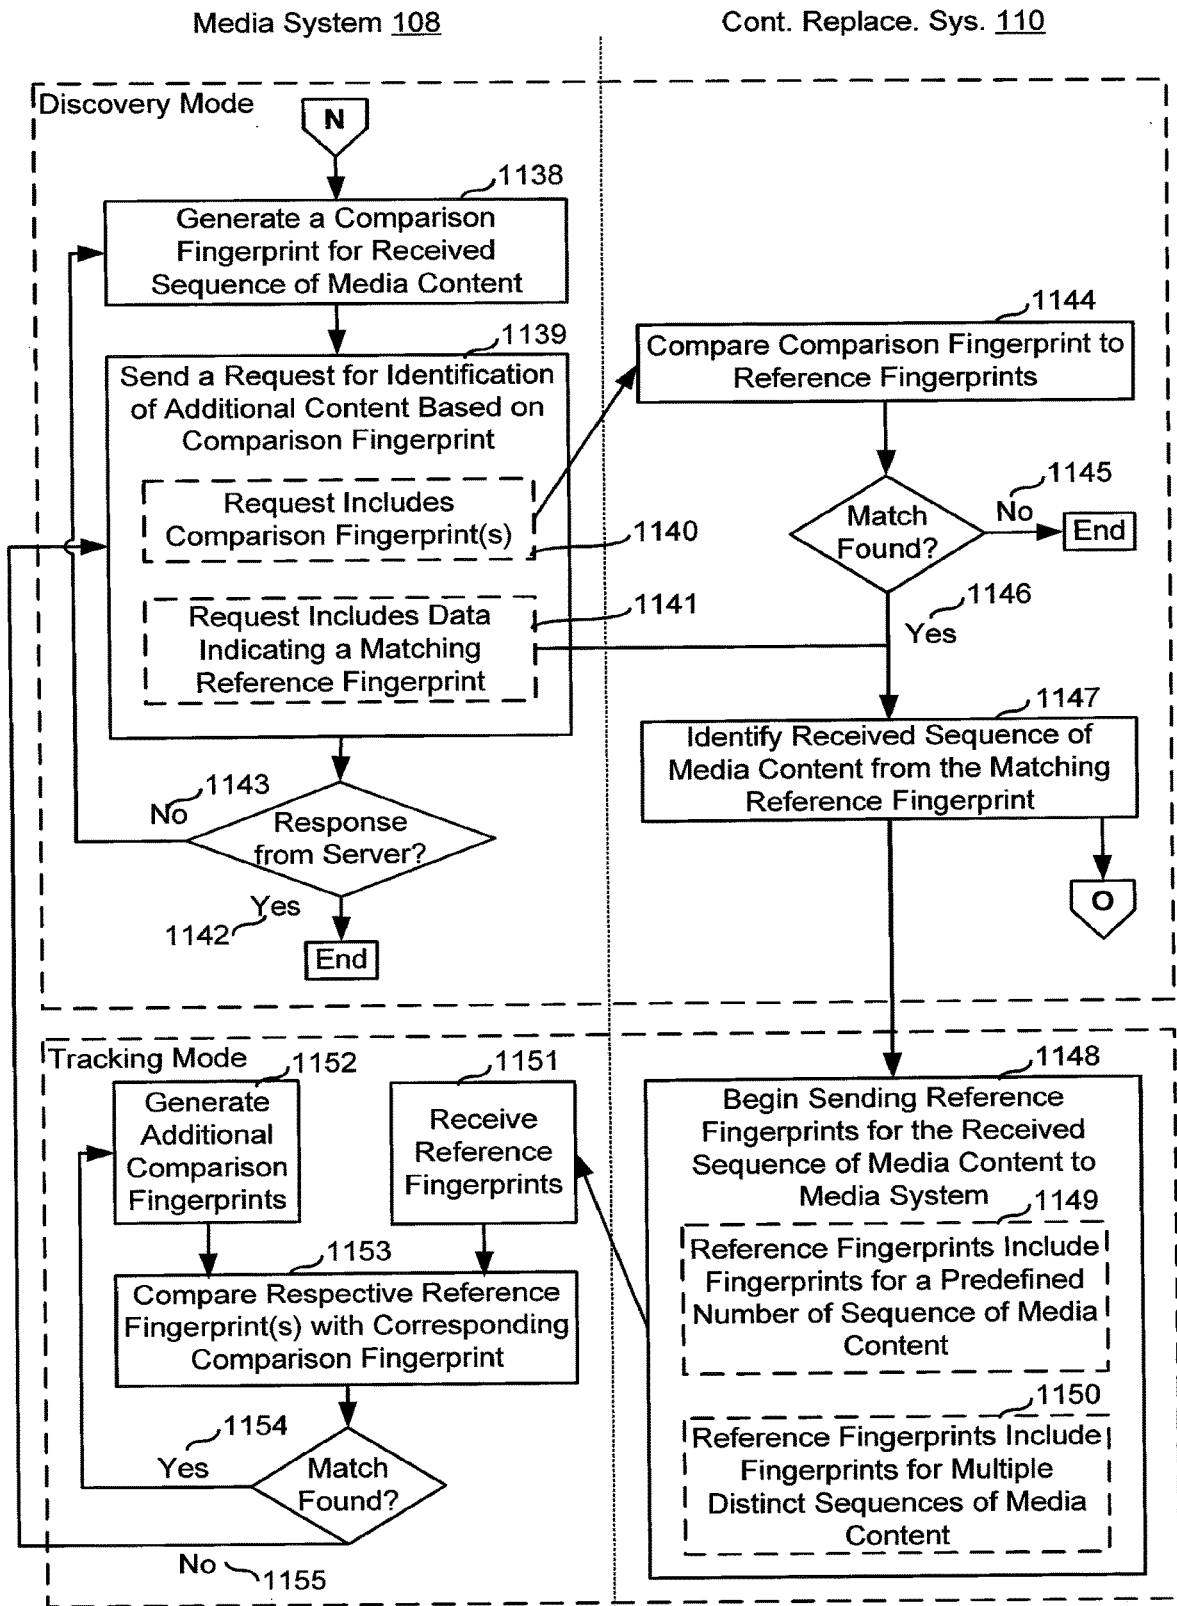 Media System 108
Cont. Replace. Sys. 110
Discovery Mode
N
1138
Generate a Comparison
Fingerprint for Received
Sequence of Media Content
1139
Send a Request for Identification
of Additional Content Based on
Comparison Fingerprint
Request Includes
Comparison Fingerprint(s)
1140
1141
Request Includes Data
Indicating a Matching
Reference Fingerprint
1143
No
Response
from Server?
Yes
1142
End
1144
Compare Comparison Fingerprint to
Reference Fingerprints
1145
No
Match
Found?
End
1146
Yes
1147
Identify Received Sequence of
Media Content from the Matching
Reference Fingerprint
O
Tracking Mode
1152
Generate
Additional
Comparison
Fingerprints
1151
Receive
Reference
Fingerprints
1153
Compare Respective Reference
Fingerprint(s) with Corresponding
Comparison Fingerprint
1154
Yes
Match
Found?
No
1155
1148
Begin Sending Reference
Fingerprints for the Received
Sequence of Media Content to
Media System
1149
Reference Fingerprints Include
Fingerprints for a Predefined
Number of Sequence of Media
Content
1150
Reference Fingerprints Include
Fingerprints for Multiple
Distinct Sequences of Media
Content